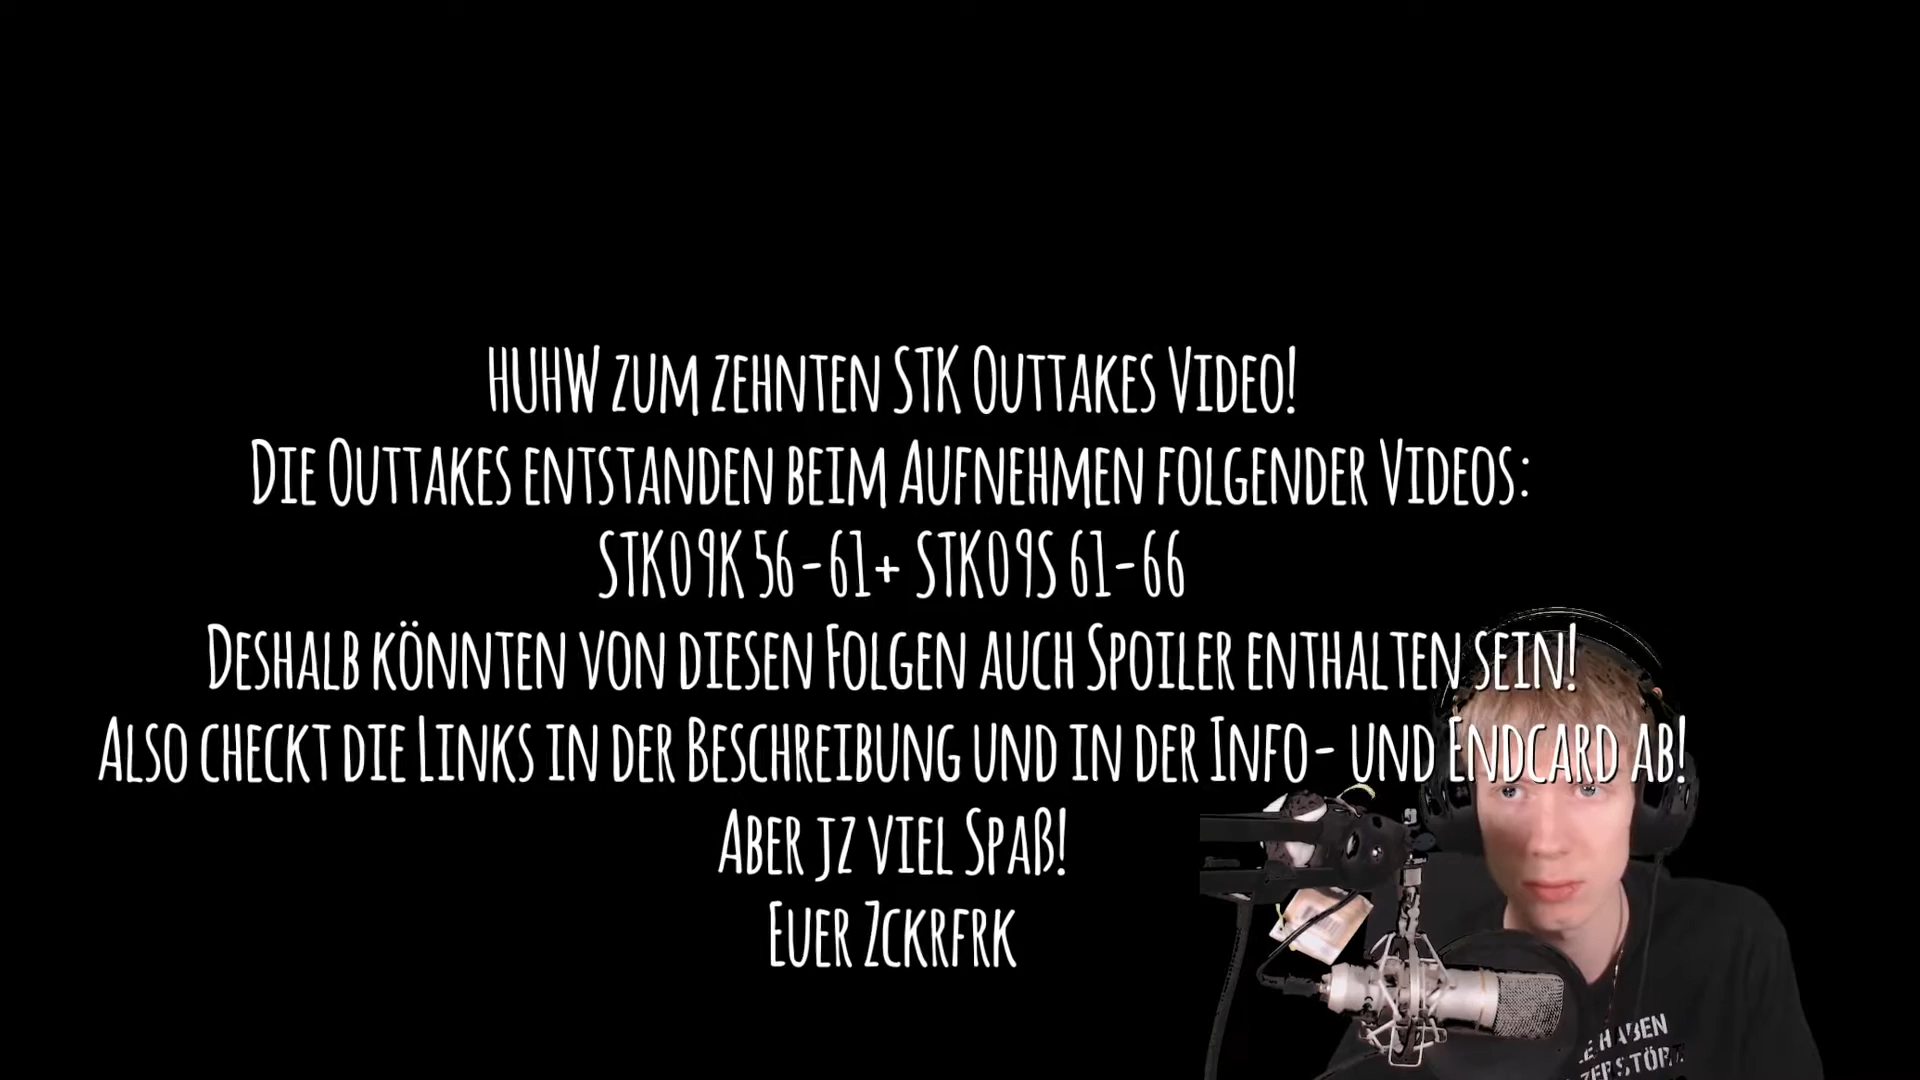 HUHW zum zehnten STK Outtakes Video!
Die Outtakes entstanden beim Aufnehmen folgender Videos:
STK09K 56-61+ STK09S 61-66
Deshalb könnten von diesen Folgen auch Spoiler enthalten sein!
Also checkt die Links in der Beschreibung und in der Info- und Endcard ab!
Aber jz viel Spaß!
Euer Zckrfrk
HABEN